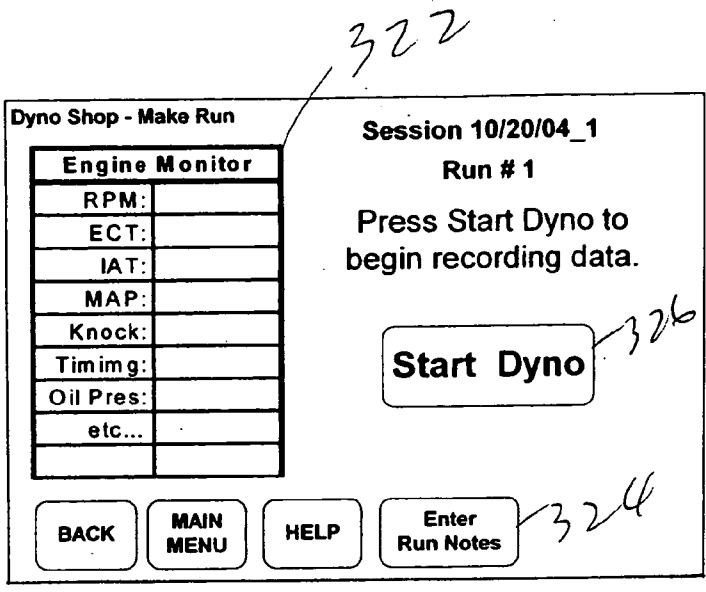 322
Dyno Shop - Make Run
Session 10/20/04_1
Run # 1
Engine Monitor
RPM:
ECT:
IAT:
MAP:
Knock:
Timimg:
Oil Pres:
etc...
Press Start Dyno to
begin recording data.
Start Dyno
326
BACK
MAIN
MENU
HELP
Enter
Run Notes
324